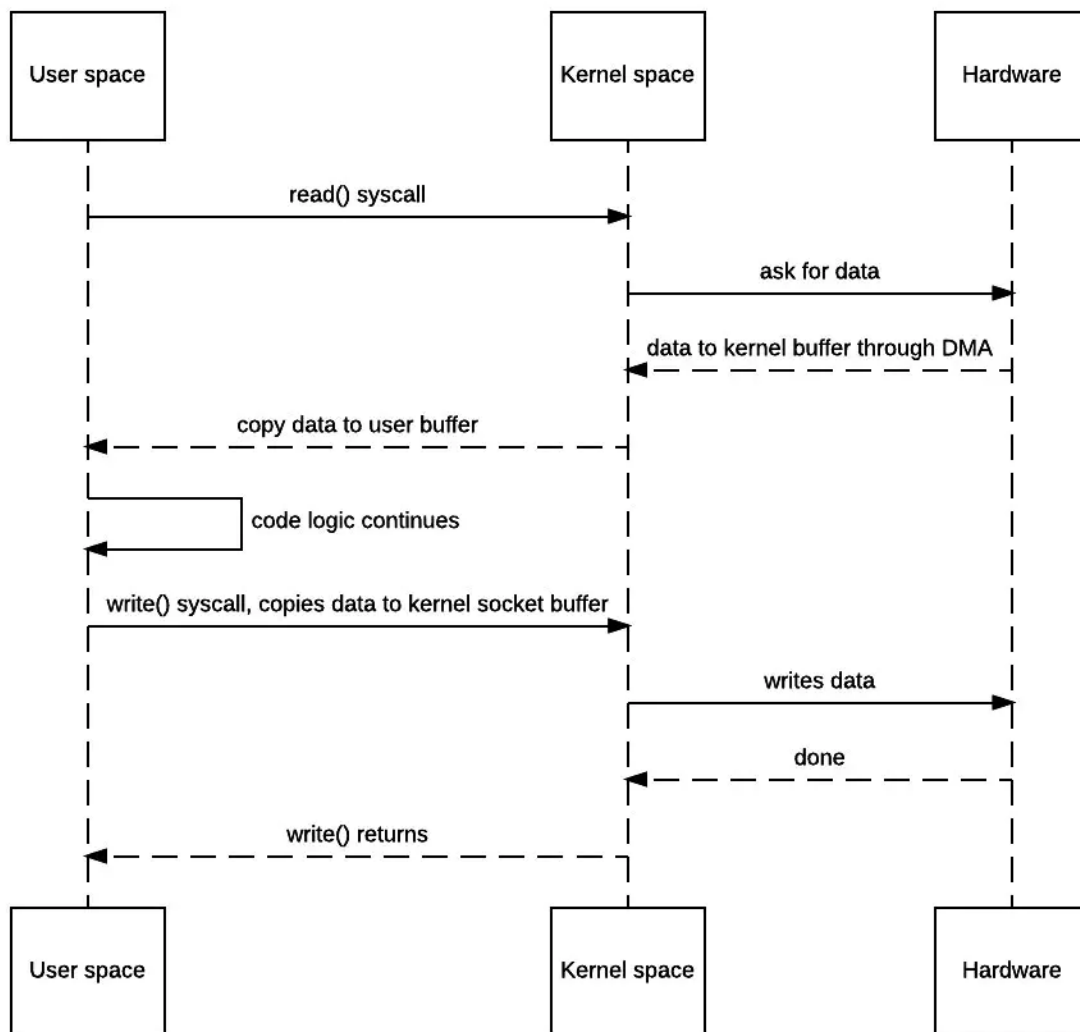 User space
Kernel space
Hardware
read() syscall
ask for data
data to kernel buffer through DMA
copy data to user buffer
code logic continues
write() syscall, copies data to kernel socket buffer
writes data
done
write() returns
User space
Kernel space
Hardware